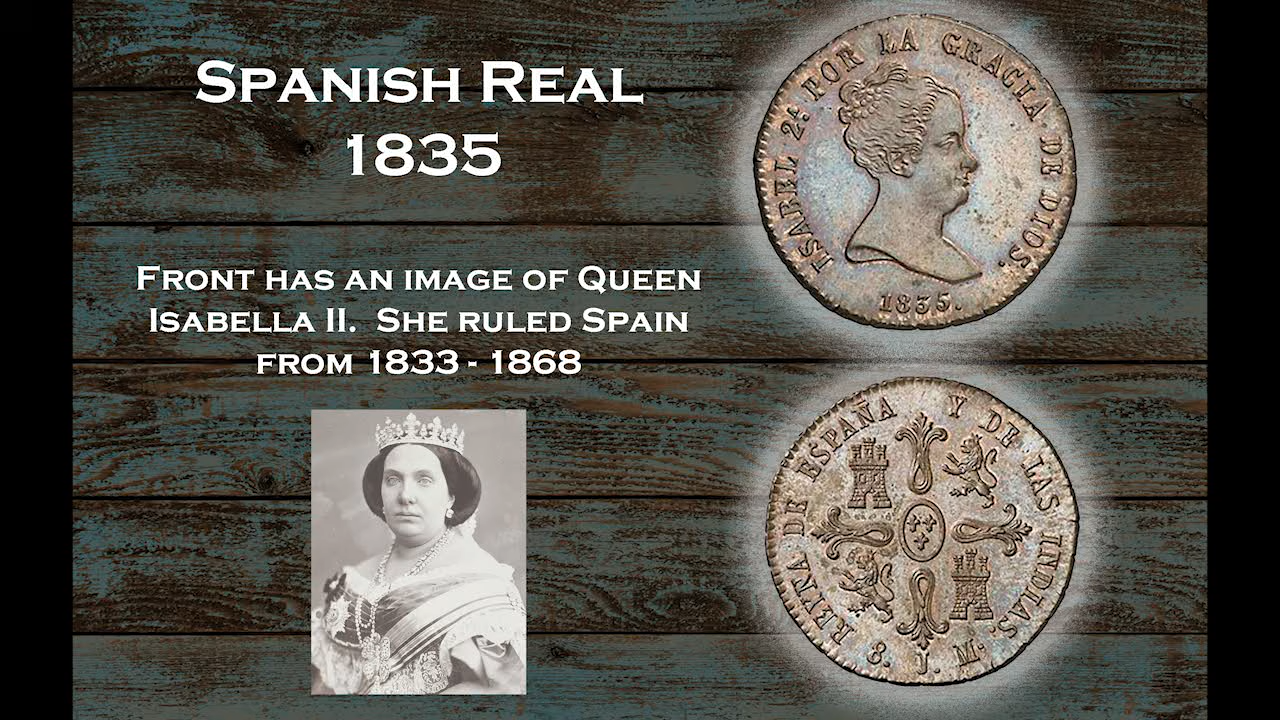 Spanish Real
1835
Front has an image of Queen
Isabella II. She ruled Spain
from 1833 - 1868
ISABEL 2ª POR LA GRACIA DE DIOS.
1835.
REYNA DE ESPAÑA Y DE LAS INDIAS.
8. J. M.